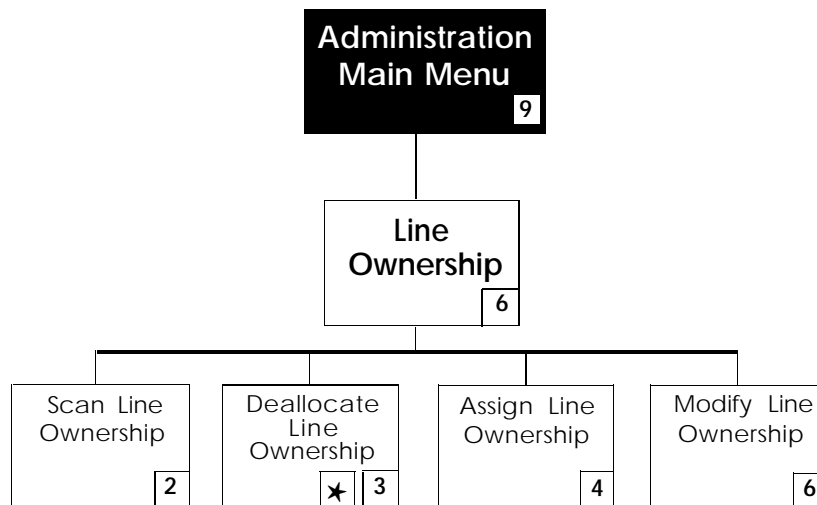 Administration
Main Menu
9
Line
Ownership
6
Scan Line
Ownership
2
Deallocate
Line
Ownership
★ 3
Assign Line
Ownership
4
Modify Line
Ownership
6